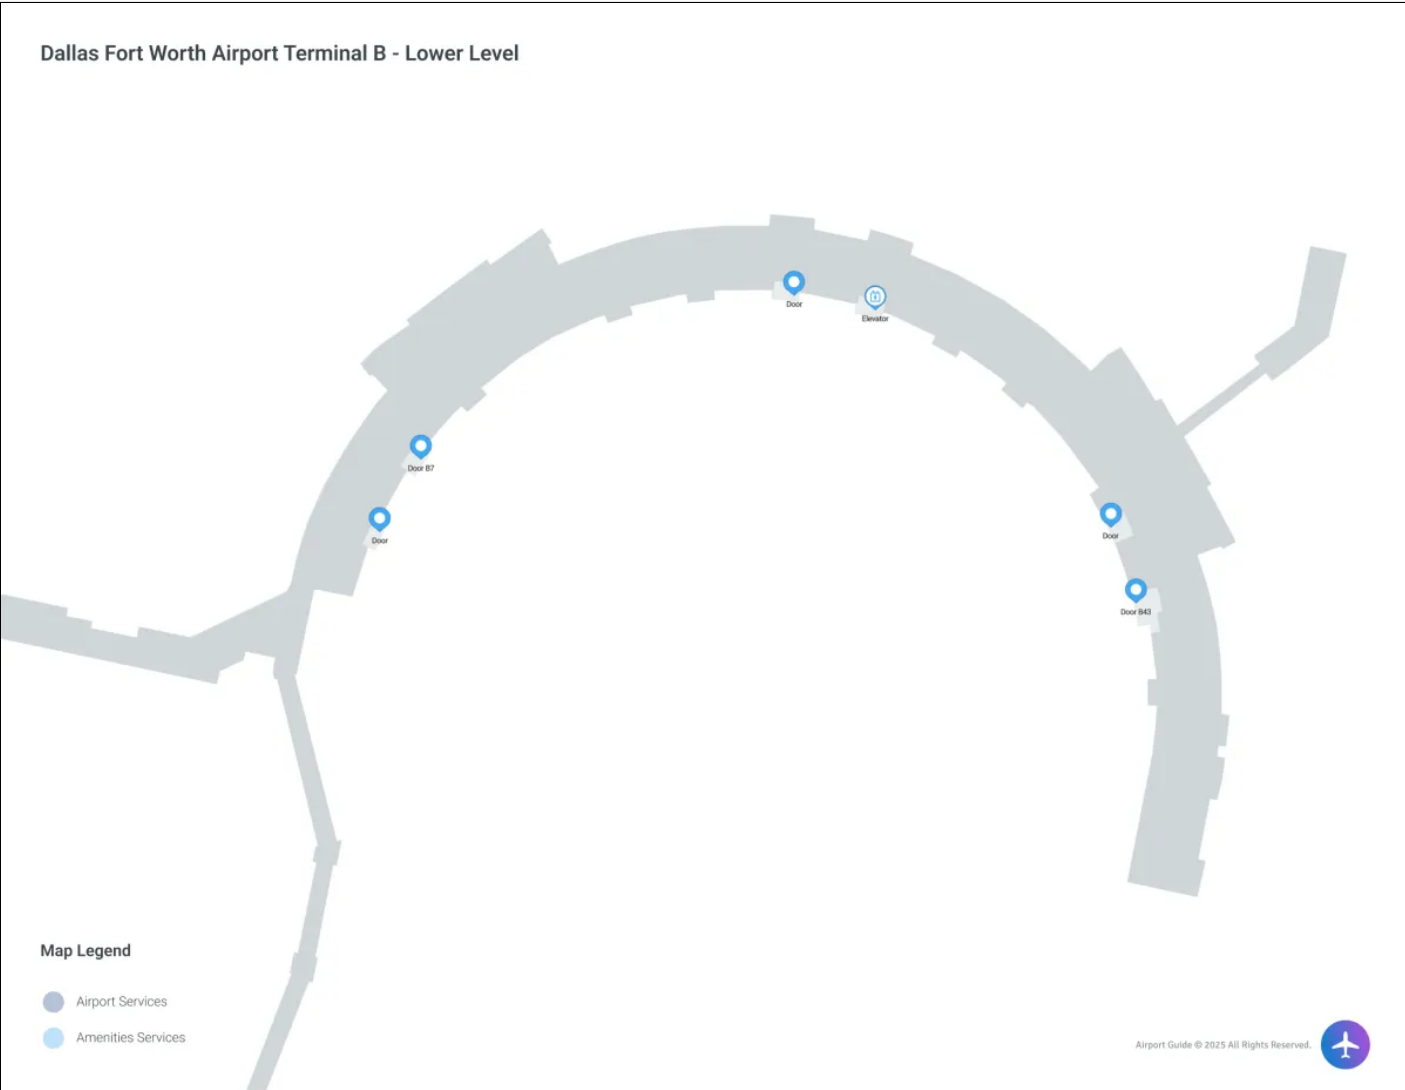 Dallas Fort Worth Airport Terminal B - Lower Level
Door
Elevator
Door B7
Door
Door
Door B43
Map Legend
Airport Services
Amenities Services
Airport Guide © 2025 All Rights Reserved.